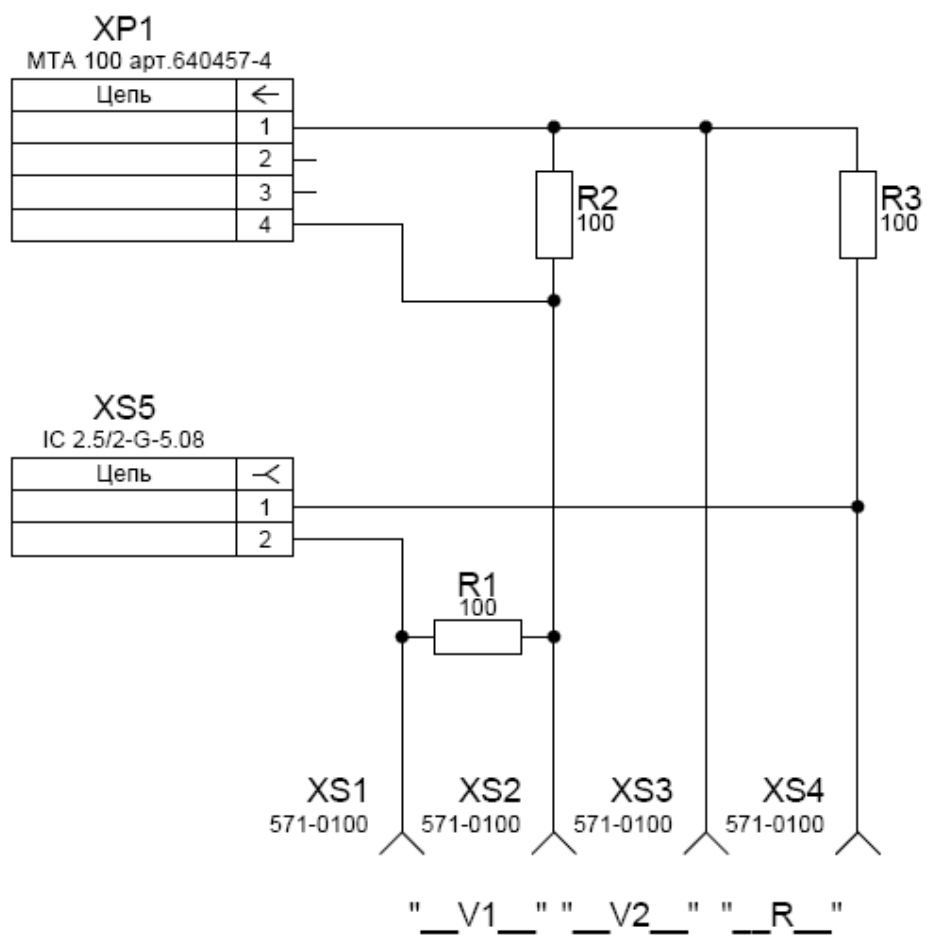 XP1
МТА 100 арт.640457-4
Цепь
1
2
3
4
R2
100
R3
100
XS5
IC 2.5/2-G-5.08
Цепь
1
2
R1
100
XS1 XS2 XS3 XS4
571-0100 571-0100 571-0100 571-0100
"__V1__" "__V2__" "__R__"